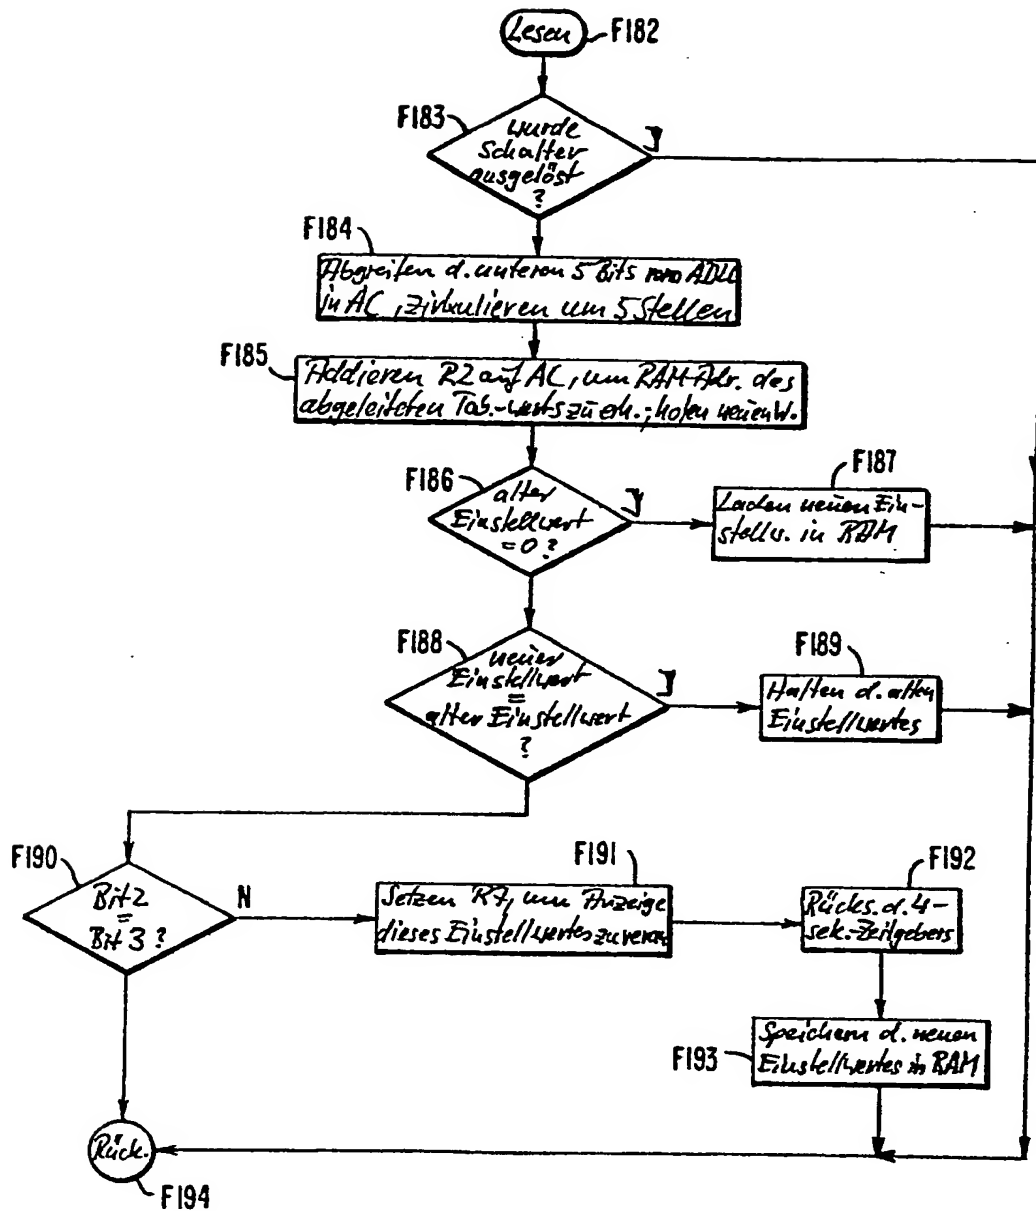 Lesen
F182
F183
wurde
Schalter
ausgelöst
?
J
F184
Abgreifen d. unteren 5 Bits vom ADU
in AC, zirkulieren um 5 Stellen
F185
Addieren R2 auf AC, um RAM-Adr. des
abgeleiteten Tab.-werts zu erh.; holen neuen W.
F186
alter
Einstellwert
=0?
J
F187
Laden neuen Ein-
stellw. in RAM
F188
neuer
Einstellwert
=
alter Einstellwert
?
J
F189
Halten d. alten
Einstellwertes
F190
Bit 2
=
Bit 3?
N
F191
Setzen R7, um Anzeige
dieses Einstellwertes zu veran
F192
Rücks. d. 4-
sek.-Zeitgebers
F193
Speichern d. neuen
Einstellwertes in RAM
Rück.
F194